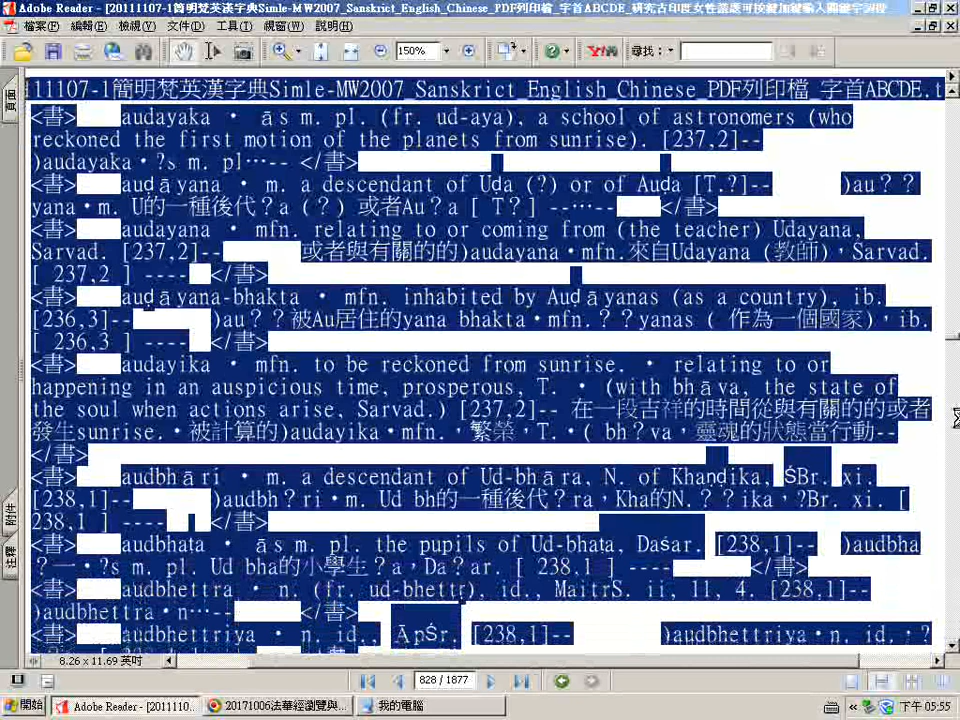 Adobe Reader - [20111107-1簡明梵英漢字典Simle-MW2007_Sanskrict_English_Chinese_PDF列印檔_字首ABCDE_研究古印度女性議題可按
檔案(F) 編輯(E) 檢視(V) 文件(D) 工具(T) 視窗(W) 說明(H)
150% 尋找：
11107-1簡明梵英漢字典Simle-MW2007_Sanskrict_English_Chinese_PDF列印檔_字首ABCDE.t
<書> audayaka · ās m. pl. (fr. ud-aya), a school of astronomers (who
reckoned the first motion of the planets from sunrise). [237,2]--
)audayaka·?s m. pl…-- </書>
<書> auḍāyana · m. a descendant of Uḍa (?) or of Auḍa [T.?]-- )au？？
yana·m. U的一種後代？a (？) 或者Au？a [ T？] --…-- </書>
<書> audayana · mfn. relating to or coming from (the teacher) Udayana,
Sarvad. [237,2]-- 或者與有關的的)audayana·mfn.來自Udayana (教師)，Sarvad.
[ 237,2 ] ---- </書>
<書> auḍāyana-bhakta · mfn. inhabited by Auḍāyanas (as a country), ib.
[236,3]-- )au？？被Au居住的yana bhakta·mfn.？？yanas ( 作為一個國家)，ib.
[ 236,3 ] ---- </書>
<書> audayika · mfn. to be reckoned from sunrise. · relating to or
happening in an auspicious time, prosperous, T. · (with bhāva, the state of
the soul when actions arise, Sarvad.) [237,2]-- 在一段吉祥的時間從與有關的的或者
發生sunrise.·被計算的)audayika·mfn.，繁榮，T.·( bh？va，靈魂的狀態當行動--
</書>
<書> audbhāri · m. a descendant of Ud-bhāra, N. of Khaṇḍika, ŚBr. xi.
[238,1]-- )audbh？ri·m. Ud bh的一種後代？ra，Kha的N.？？ika，?Br. xi. [
238,1 ] ---- </書>
<書> audbhaṭa · ās m. pl. the pupils of Ud-bhaṭa, Daśar. [238,1]-- )audbha
？一·?s m. pl. Ud bha的小學生？a，Da？ar. [ 238,1 ] ---- </書>
<書> audbhettra · n. (fr. ud-bhettṛ), id., MaitrS. ii, 11, 4. [238,1]--
)audbhettra·n…-- </書>
<書> audbhettriya · n. id., ĀpŚr. [238,1]-- )audbhettriya·n. id.，？
頁面
附件
注釋
8.26 x 11.69 英吋
828 / 1877
開始 Adobe Reader - [2011110... 20171006法華經瀏覽與... 我的電腦 下午 05:55